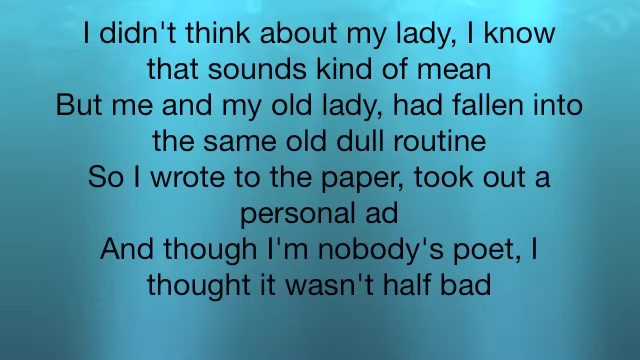 I didn't think about my lady, I know
that sounds kind of mean
But me and my old lady, had fallen into
the same old dull routine
So I wrote to the paper, took out a
personal ad
And though I'm nobody's poet, I
thought it wasn't half bad